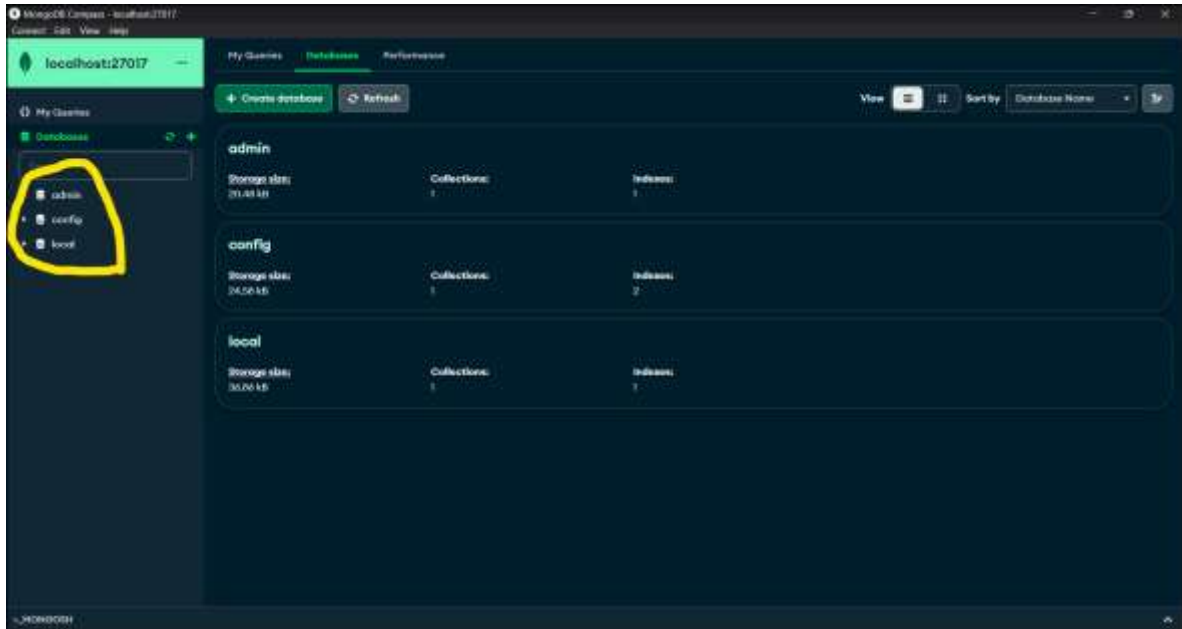 MongoDB Compass - localhost:27017
Connect Edit View Help
localhost:27017
My Queries
Databases
admin
config
local
My Queries Databases Performance
Create database Refresh
View Sort by Database Name
admin
Storage size: Collections: Indexes:
20.48 kB 1 1
config
Storage size: Collections: Indexes:
24.58 kB 1 2
local
Storage size: Collections: Indexes:
36.86 kB 1 1
>_MONGOSH